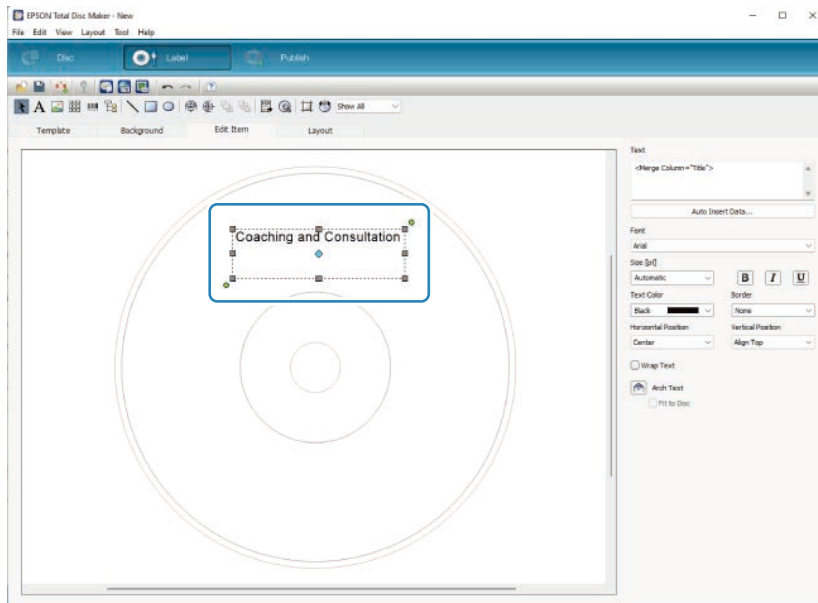 EPSON Total Disc Maker - New
File Edit View Layout Tool Help
Disc Label Publish
Show All
Template Background Edit Item Layout
Text
<Merge Column="Title">
Auto Insert Data...
Font
Arial
Size [pt]
Automatic B I U
Text Color Border
Black None
Horizontal Position Vertical Position
Center Align Top
Wrap Text
Arch Text
Fit to Disc
Coaching and Consultation